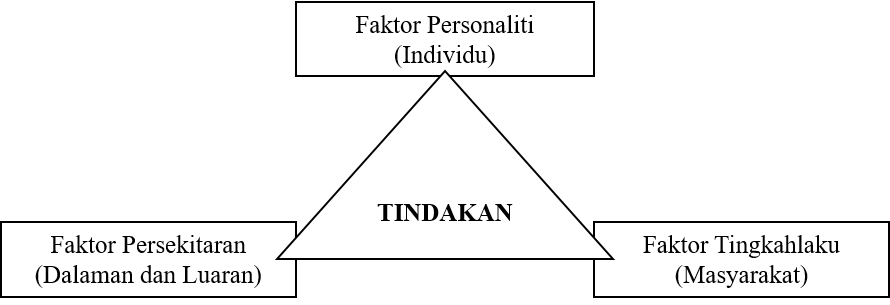 Faktor Personaliti
(Individu)
TINDAKAN
Faktor Persekitaran
(Dalaman dan Luaran)
Faktor Tingkahlaku
(Masyarakat)